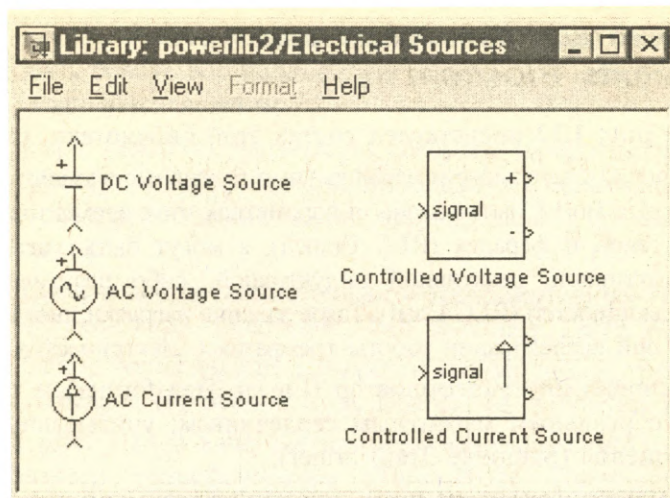 Library: powerlib2/Electrical Sources
File Edit View Format Help
+
DC Voltage Source
+
AC Voltage Source
+
AC Current Source
+
signal
-
Controlled Voltage Source
signal
Controlled Current Source